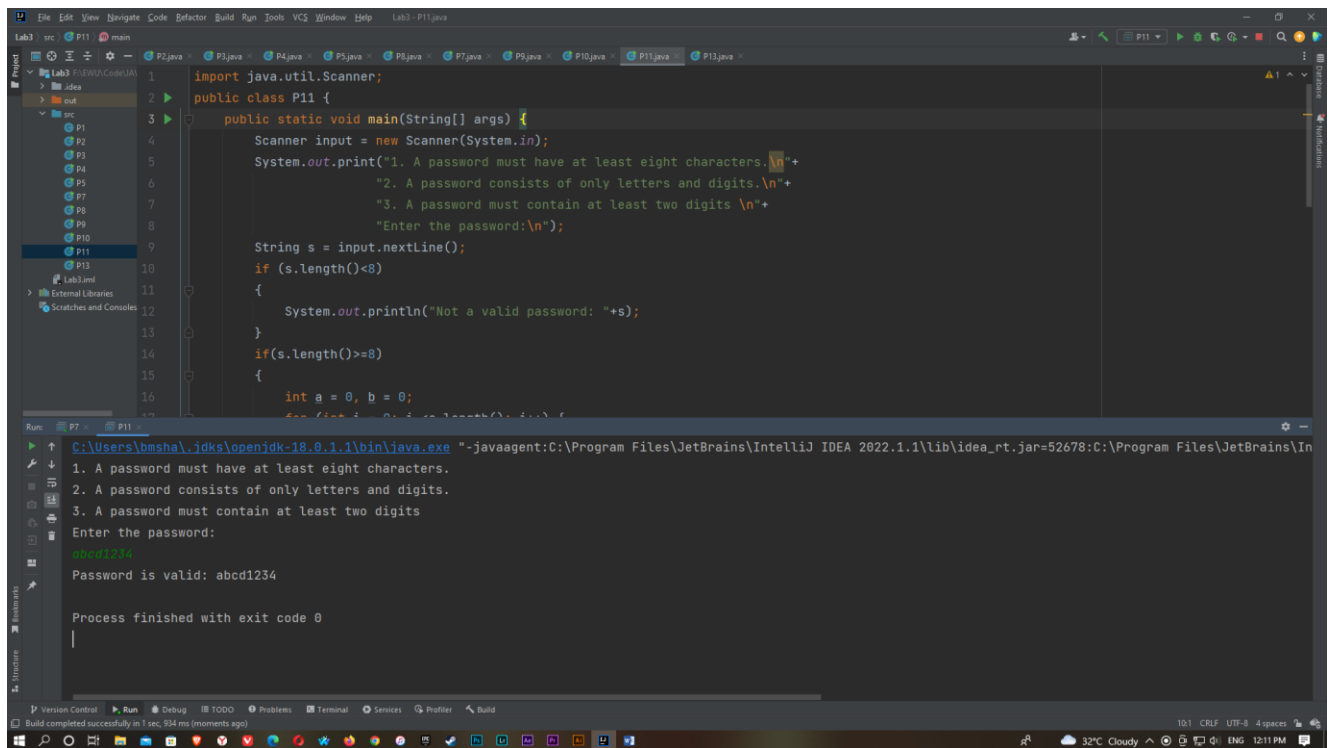 File Edit View Navigate Code Refactor Build Run Tools VCS Window Help Lab3 - P11.java
Lab3 src P11 main P11
P2.java P3.java P4.java P5.java P8.java P7.java P9.java P10.java P11.java P13.java
Project
Lab3
.idea
out
src
P1
P2
P3
P4
P5
P7
P8
P9
P10
P11
P13
Lab3.iml
External Libraries
Scratches and Consoles
1 import java.util.Scanner;
2 public class P11 {
3 public static void main(String[] args) {
4 Scanner input = new Scanner(System.in);
5 System.out.print("1. A password must have at least eight characters.\n"+
6 "2. A password consists of only letters and digits.\n"+
7 "3. A password must contain at least two digits \n"+
8 "Enter the password:\n");
9 String s = input.nextLine();
10 if (s.length()<8)
11 {
12 System.out.println("Not a valid password: "+s);
13 }
14 if(s.length()>=8)
15 {
16 int a = 0, b = 0;
1
Database
Notifications
Run: P7 P11
C:\Users\bmsha\.jdks\openjdk-18.0.1.1\bin\java.exe "-javaagent:C:\Program Files\JetBrains\IntelliJ IDEA 2022.1.1\lib\idea_rt.jar=52678:C:\Program Files\JetBrains\In
1. A password must have at least eight characters.
2. A password consists of only letters and digits.
3. A password must contain at least two digits
Enter the password:
abcd1234
Password is valid: abcd1234
Process finished with exit code 0
Bookmarks
Structure
Version Control Run Debug TODO Problems Terminal Services Profiler Build
Build completed successfully in 1 sec, 934 ms (moments ago) 10:1 CRLF UTF-8 4 spaces
32°C Cloudy ENG 12:11 PM